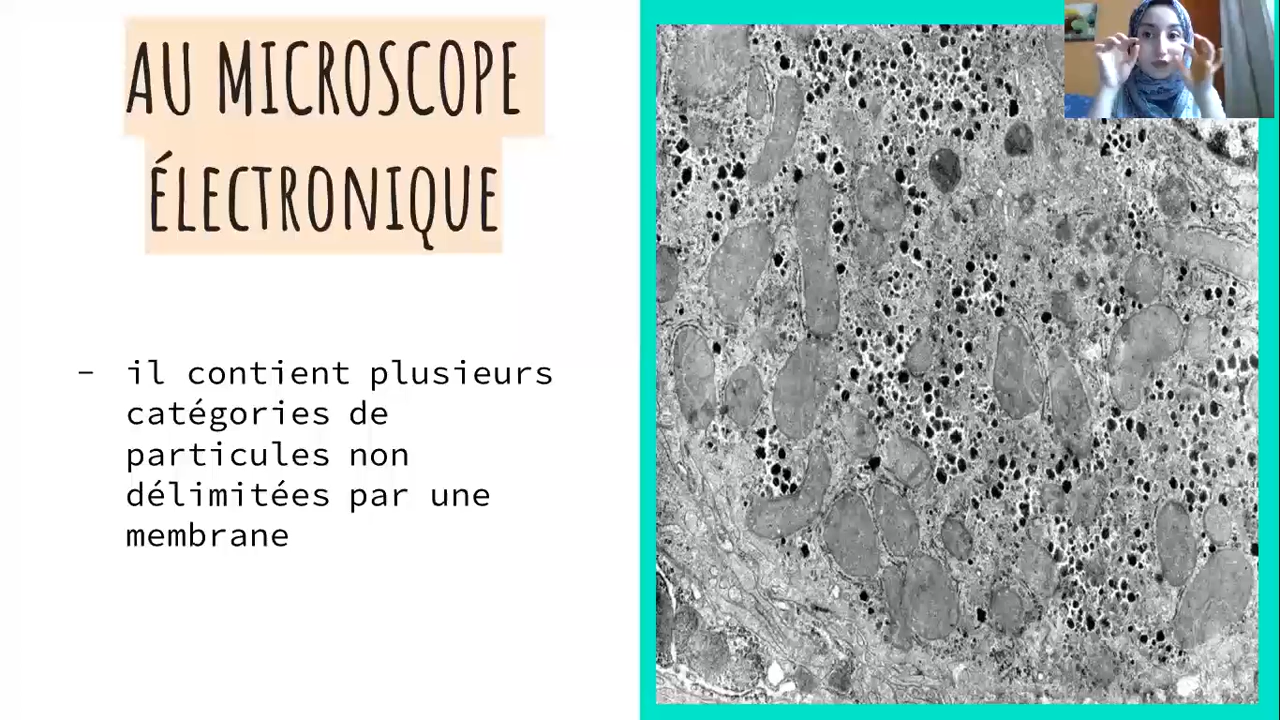 AU MICROSCOPE
ÉLECTRONIQUE
- il contient plusieurs
catégories de
particules non
délimitées par une
membrane